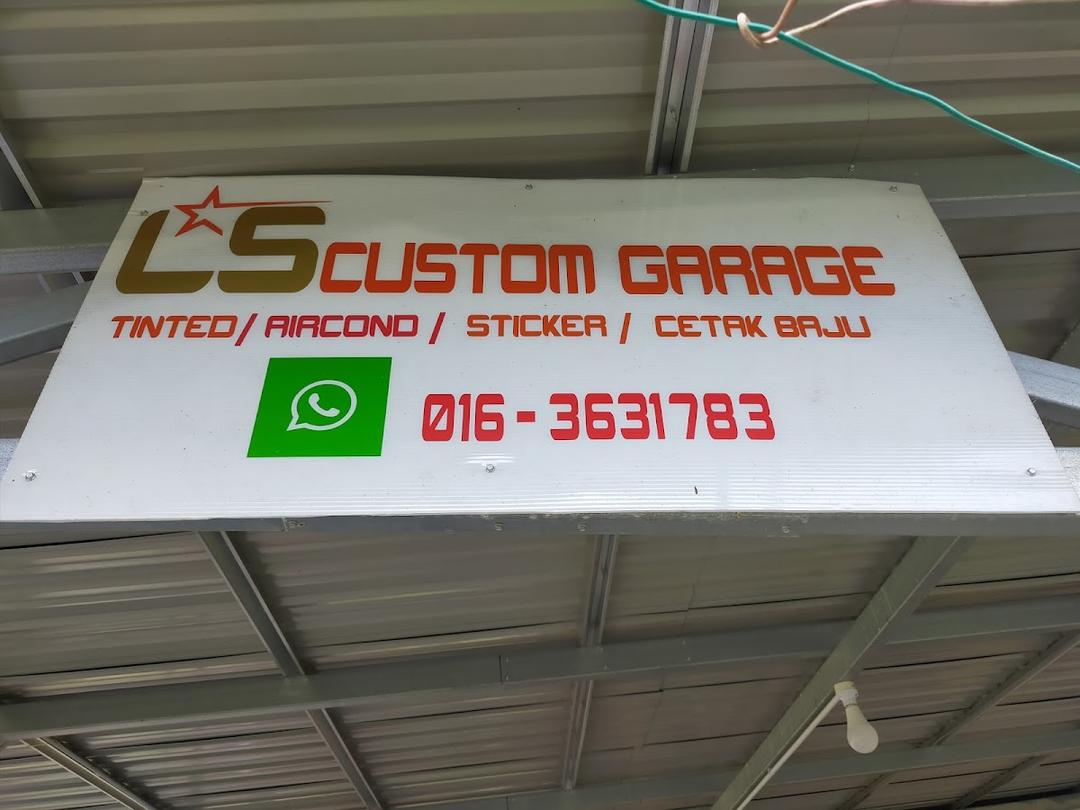 LS CUSTOM GARAGE
TINTED/ AIRCOND / STICKER / CETAK BAJU
016-3631783